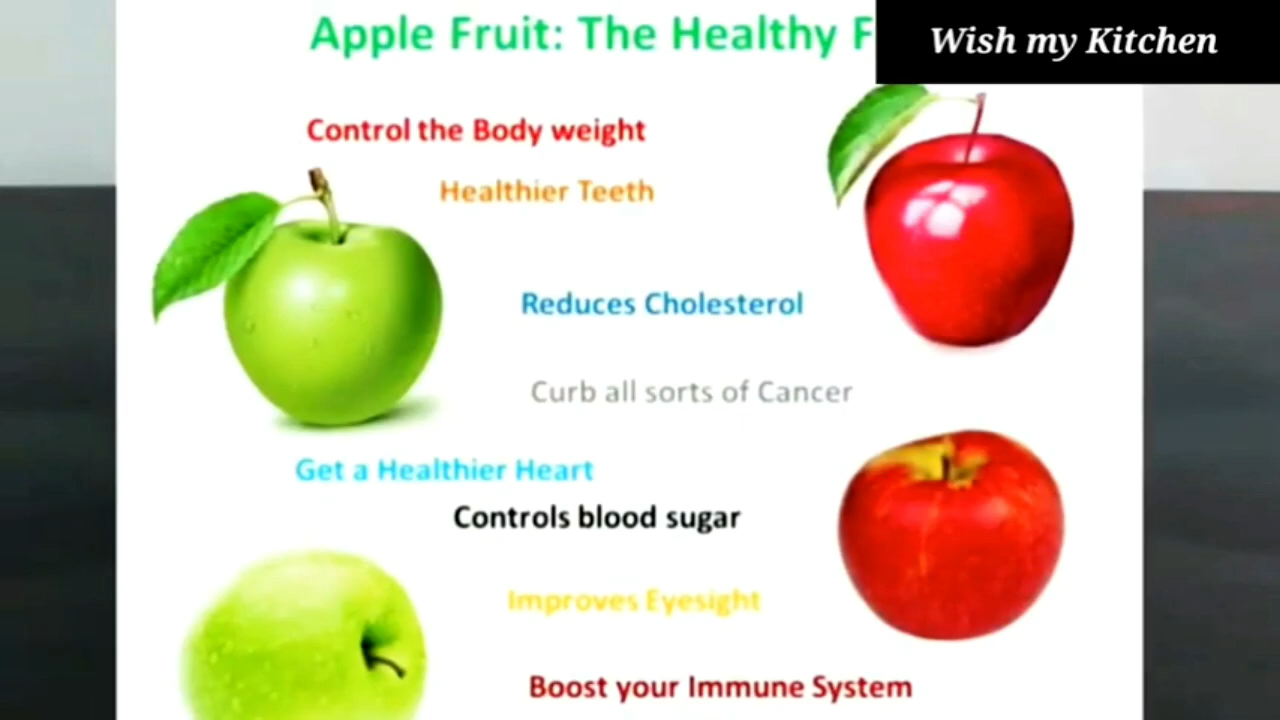 Apple Fruit: The Healthy
Wish my Kitchen
Control the Body weight
Healthier Teeth
Reduces Cholesterol
Curb all sorts of Cancer
Get a Healthier Heart
Controls blood sugar
Improves Eyesight
Boost your Immune System